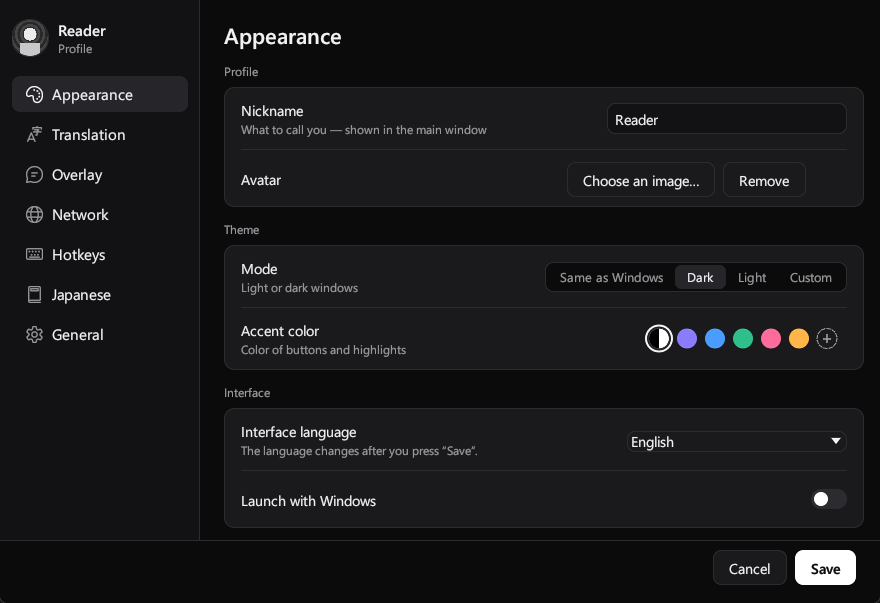 Reader
Profile
Appearance
Translation
Overlay
Network
Hotkeys
Japanese
General
Appearance
Profile
Nickname
What to call you — shown in the main window
Reader
Avatar
Choose an image...
Remove
Theme
Mode
Light or dark windows
Same as Windows
Dark
Light
Custom
Accent color
Color of buttons and highlights
Interface
Interface language
The language changes after you press “Save”.
English
Launch with Windows
Cancel
Save